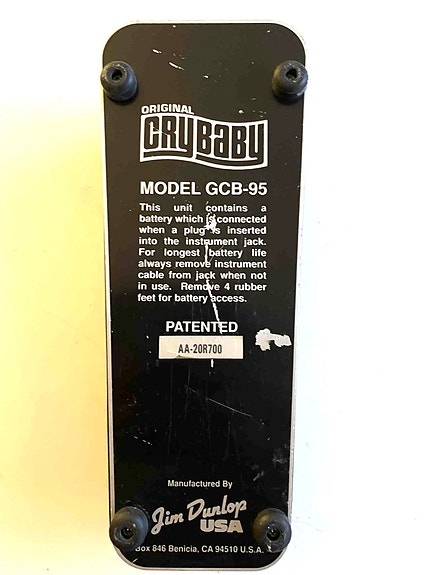 ORIGINAL
CRYBABY
MODEL GCB-95
This unit contains a
battery which is connected
when a plug is inserted
into the instrument jack.
For longest battery life
always remove instrument
cable from jack when not
in use. Remove 4 rubber
feet for battery access.
PATENTED
AA-20R700
Manufactured By
Jim Dunlop
USA
Box 846 Benicia, CA 94510 U.S.A.